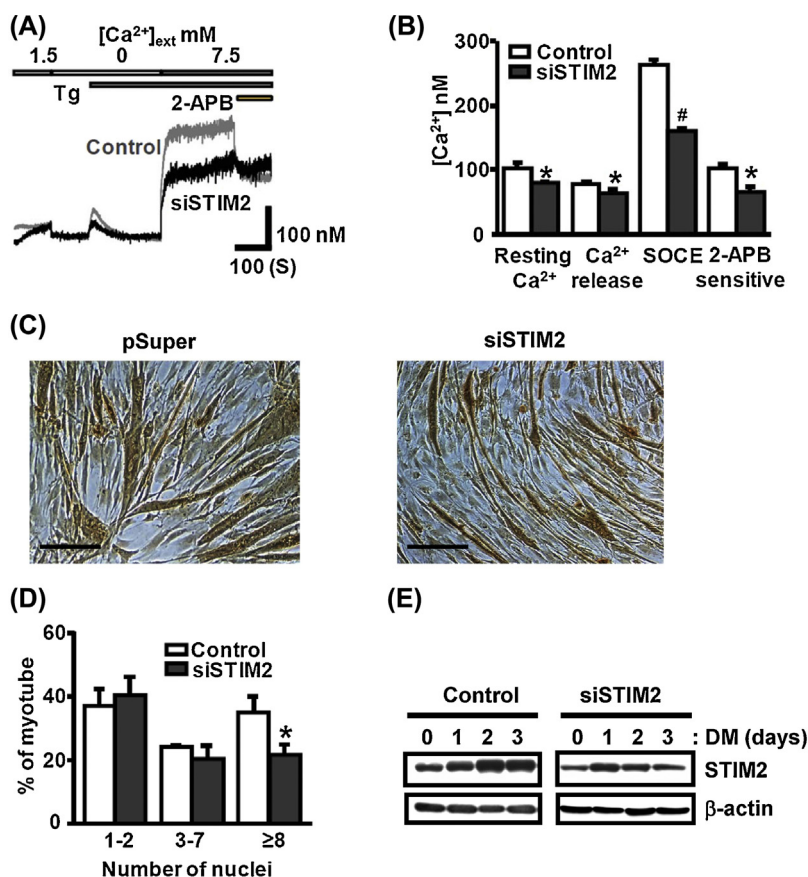 (A)
[Ca²⁺]ext mM
1.5 0 7.5
Tg
2-APB
Control
siSTIM2
100 nM
100 (S)
(B)
Control
siSTIM2
[Ca²⁺] nM
300
200
100
0
* * # *
Resting Ca²⁺ SOCE 2-APB
Ca²⁺ release sensitive
(C)
pSuper siSTIM2
(D)
Control
siSTIM2
% of myotube
60
40
20
0
*
1-2 3-7 ≥8
Number of nuclei
(E)
Control siSTIM2
0 1 2 3 0 1 2 3 : DM (days)
STIM2
β-actin